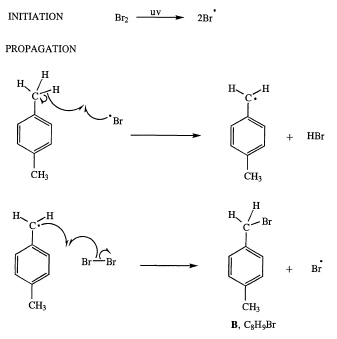 INITIATION Br2 uv 2Br•
PROPAGATION
H H H C •Br H H C•
+ HBr
CH3 CH3
H H C• H H C Br
Br—Br + Br•
CH3 CH3
B, C8H9Br